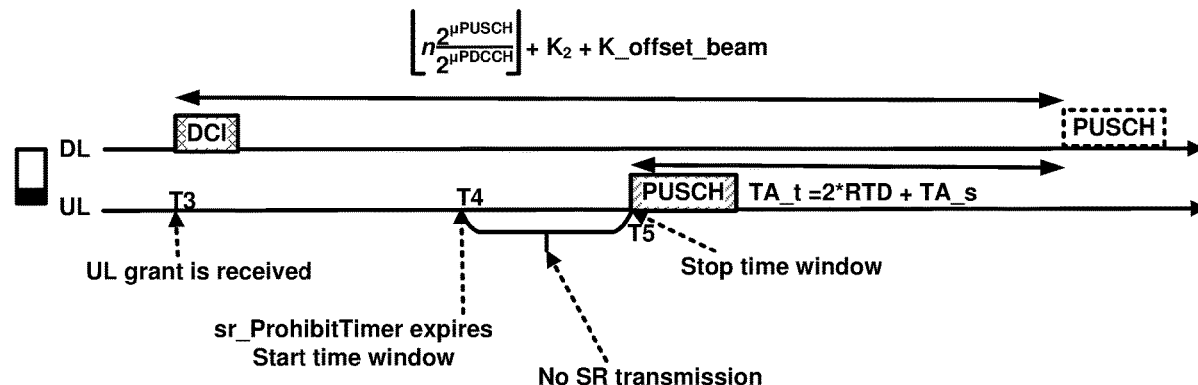 ⌊n 2^μPUSCH / 2^μPDCCH⌋ + K₂ + K_offset_beam
DCI
PUSCH
DL
PUSCH
TA_t =2*RTD + TA_s
UL
T3
T4
T5
UL grant is received
Stop time window
sr_ProhibitTimer expires
Start time window
No SR transmission